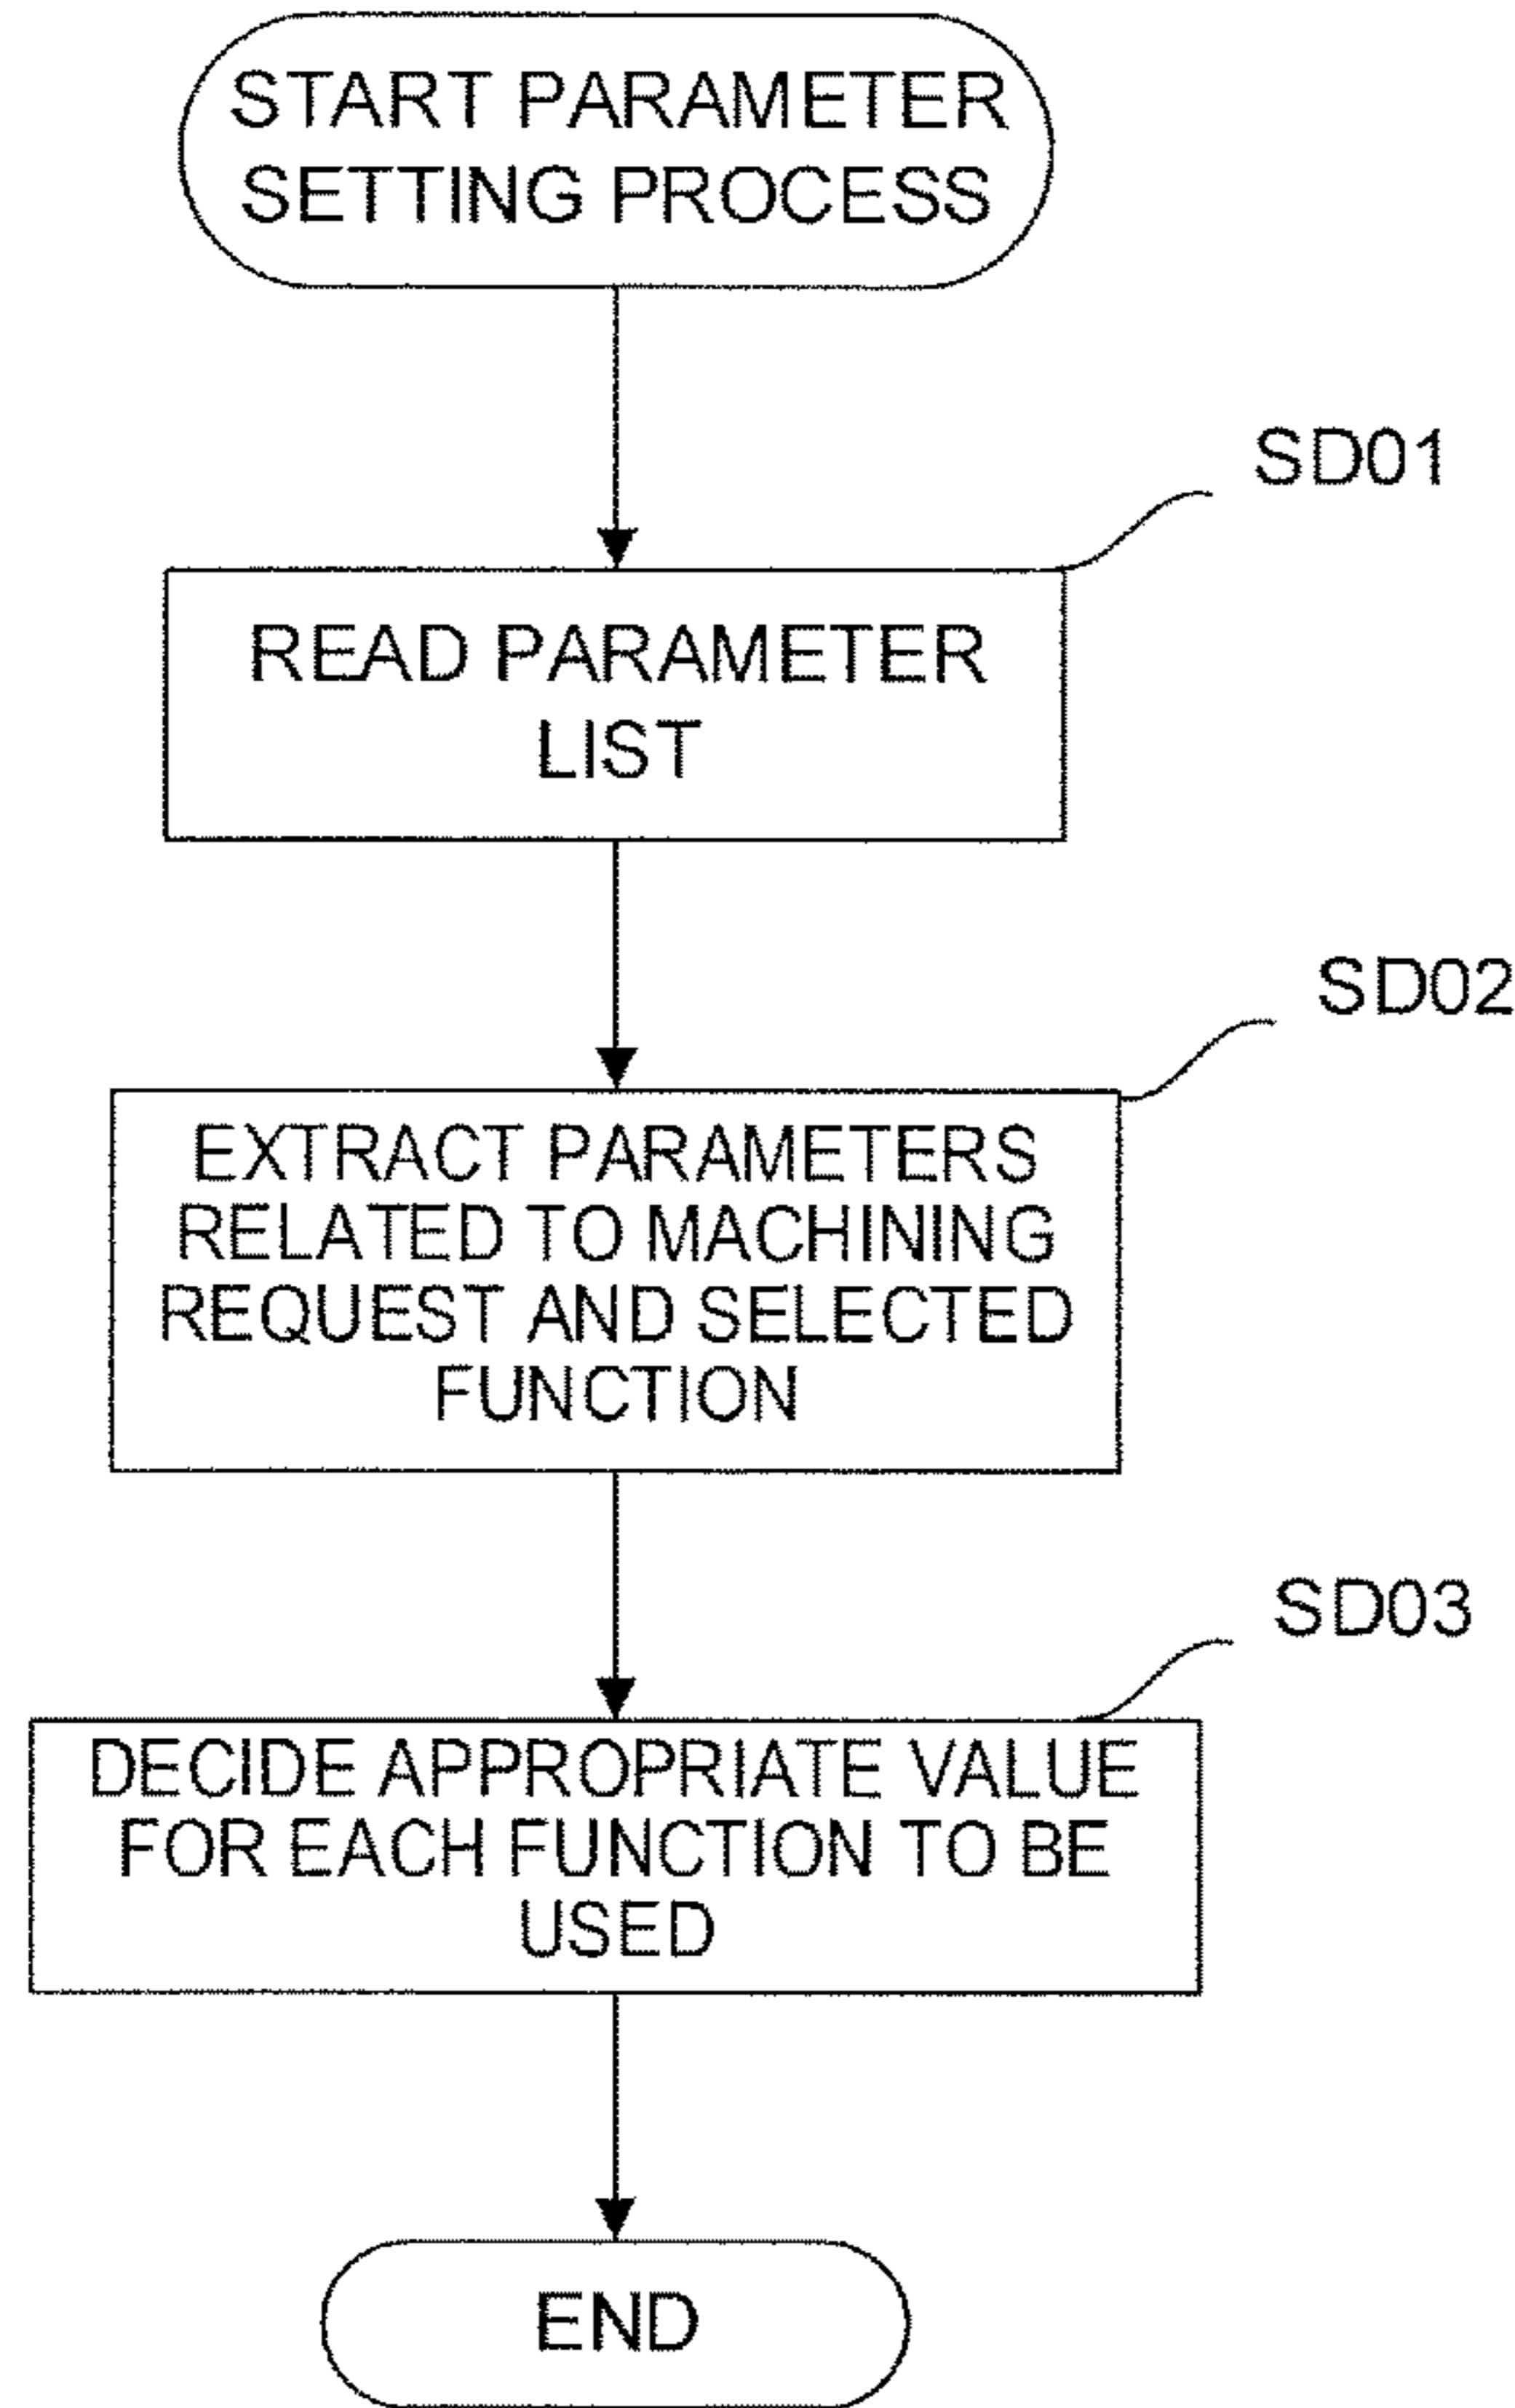 START PARAMETER
SETTING PROCESS
SD01
READ PARAMETER
LIST
SD02
EXTRACT PARAMETERS
RELATED TO MACHINING
REQUEST AND SELECTED
FUNCTION
SD03
DECIDE APPROPRIATE VALUE
FOR EACH FUNCTION TO BE
USED
END